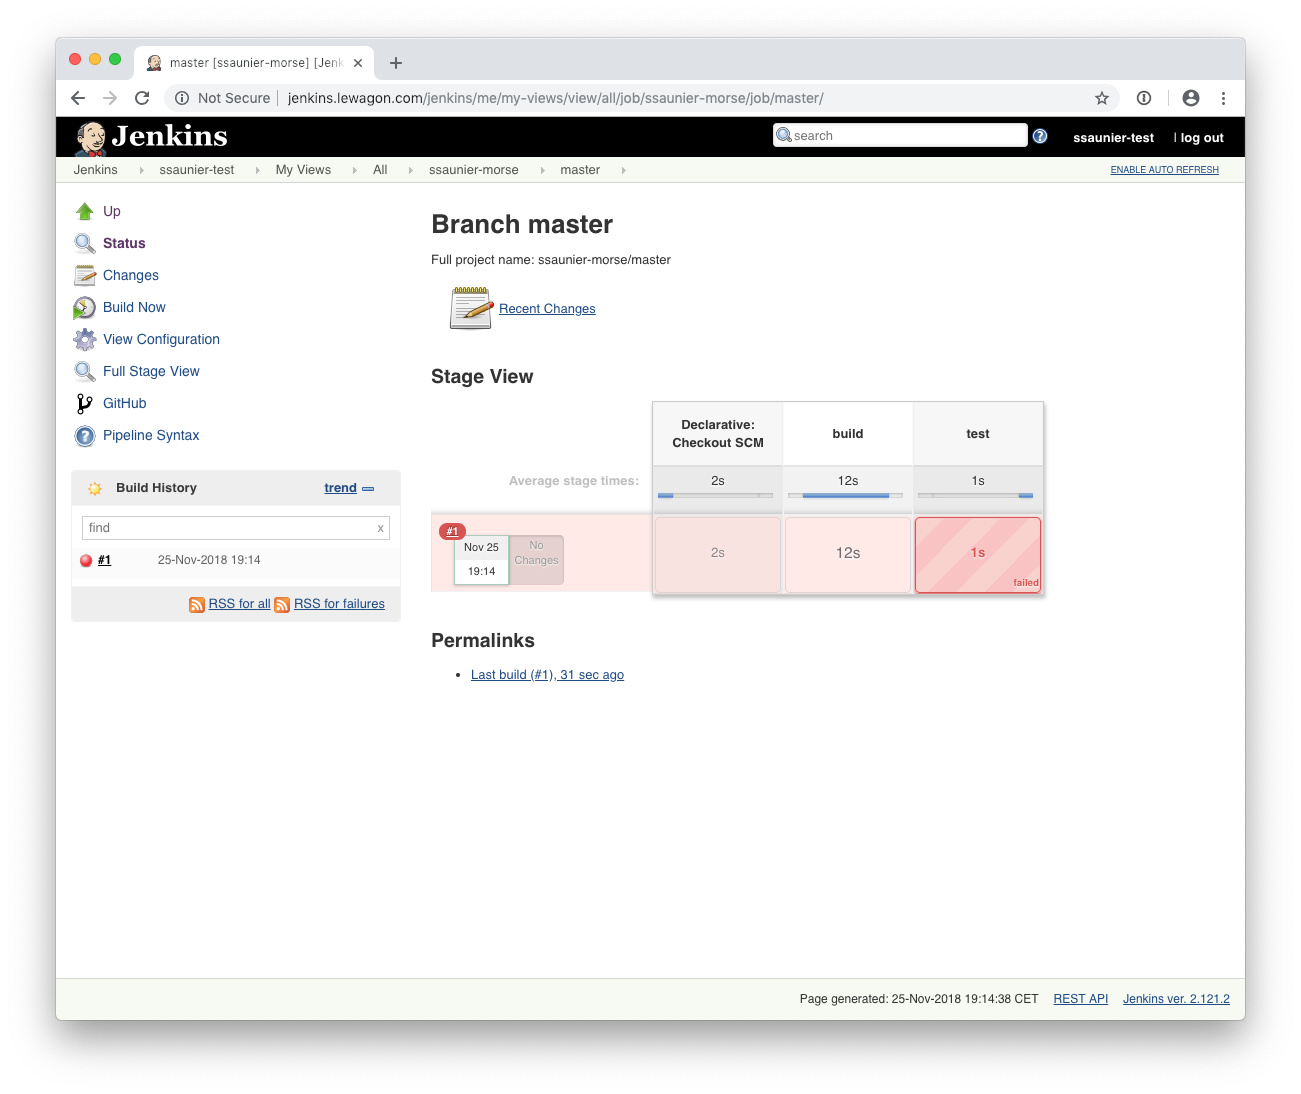 master [ssaunier-morse] [Jenk
Not Secure | jenkins.lewagon.com/jenkins/me/my-views/view/all/job/ssaunier-morse/job/master/
Jenkins
search
ssaunier-test
| log out
Jenkins ssaunier-test My Views All ssaunier-morse master
ENABLE AUTO REFRESH
Up
Status
Changes
Build Now
View Configuration
Full Stage View
GitHub
Pipeline Syntax
Build History
trend
find
x
#1 25-Nov-2018 19:14
RSS for all RSS for failures
Branch master
Full project name: ssaunier-morse/master
Recent Changes
Stage View
Declarative:
Checkout SCM
build
test
Average stage times:
2s
12s
1s
#1
Nov 25
19:14
No
Changes
2s
12s
1s
failed
Permalinks
• Last build (#1), 31 sec ago
Page generated: 25-Nov-2018 19:14:38 CET REST API Jenkins ver. 2.121.2